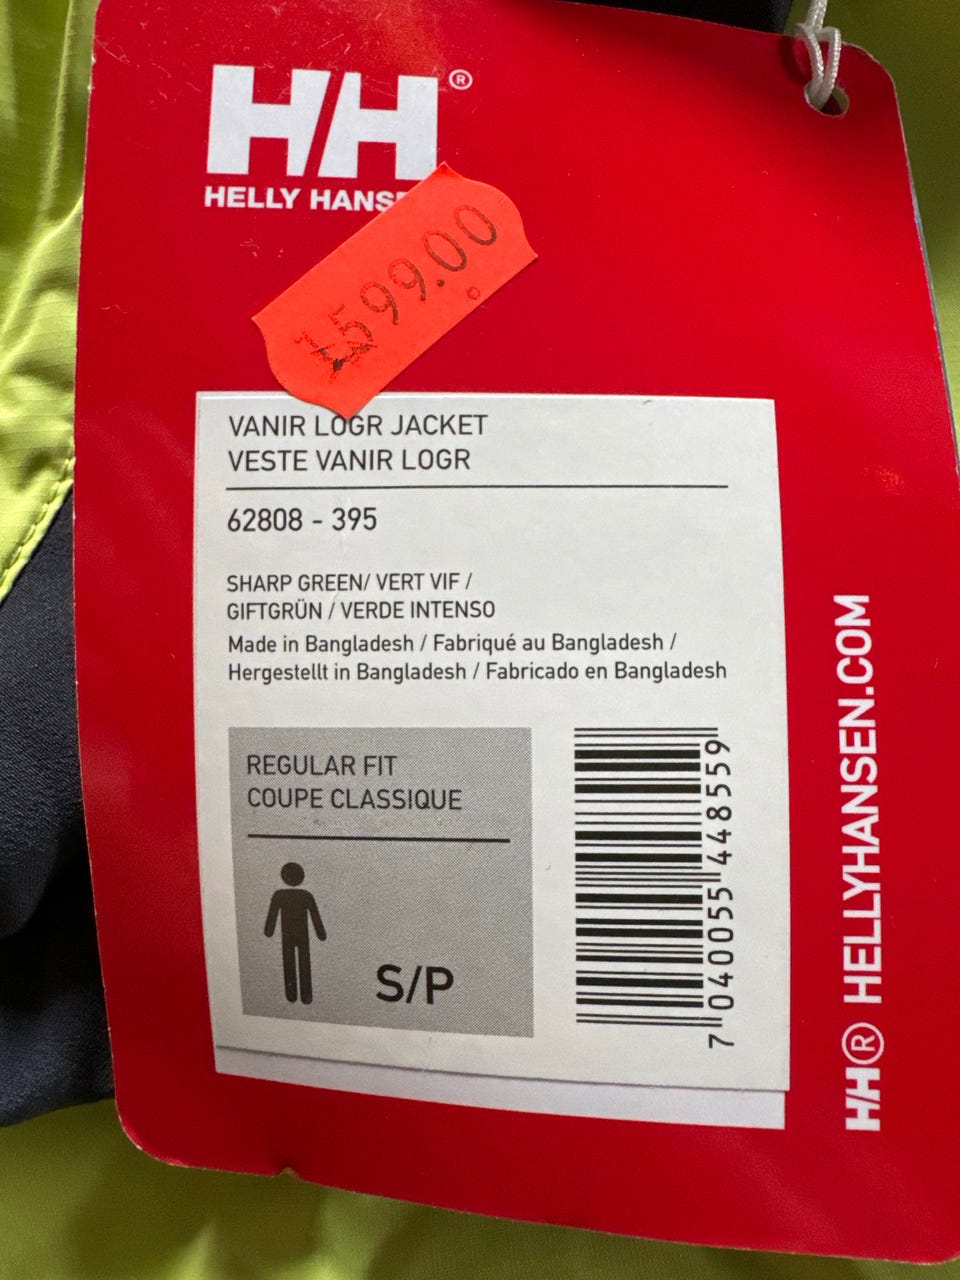 HH®
HELLY HANS
599.00
VANIR LOGR JACKET
VESTE VANIR LOGR
62808 - 395
SHARP GREEN/ VERT VIF /
GIFTGRÜN / VERDE INTENSO
Made in Bangladesh / Fabriqué au Bangladesh /
Hergestellt in Bangladesh / Fabricado en Bangladesh
REGULAR FIT
COUPE CLASSIQUE
S/P
7 040055 448559
HH® HELLYHANSEN.COM